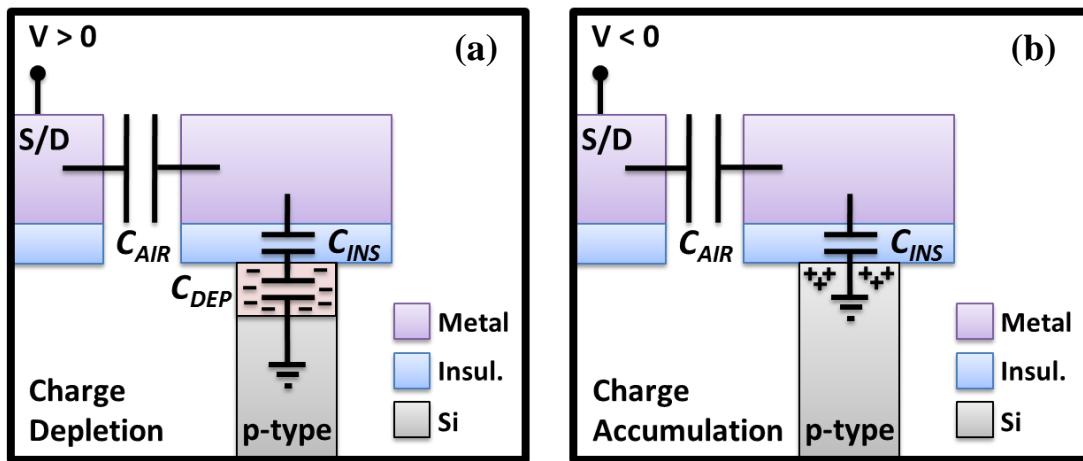 V > 0
(a)
S/D
C_AIR
C_INS
C_DEP
- - - - - - - -
Metal
Insul.
Si
Charge
Depletion
p-type
V < 0
(b)
S/D
C_AIR
C_INS
+++++ +++++
Metal
Insul.
Si
Charge
Accumulation
p-type